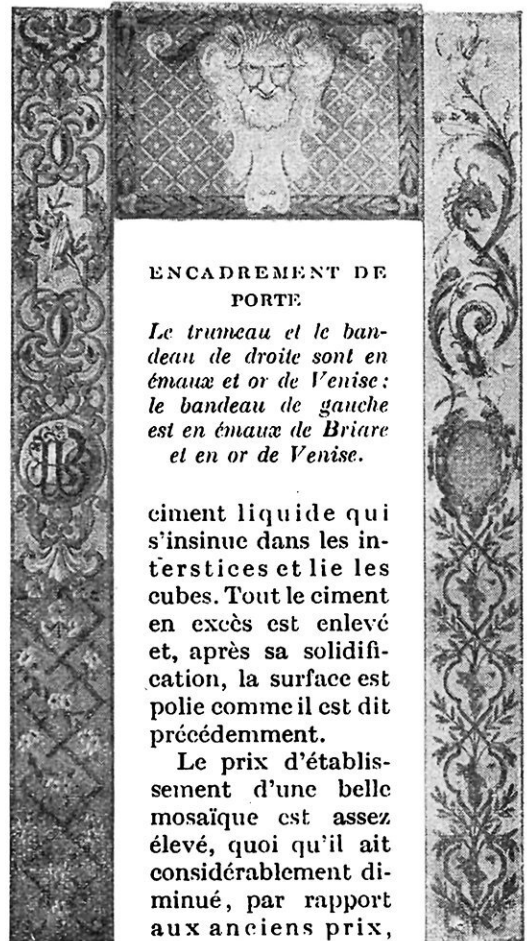 ENCADREMENT DE
PORTE
Le trumeau et le ban-
deau de droite sont en
émaux et or de Venise :
le bandeau de gauche
est en émaux de Briare
et en or de Venise.
ciment liquide qui
s'insinue dans les in-
terstices et lie les
cubes. Tout le ciment
en excès est enlevé
et, après sa solidifi-
cation, la surface est
polie comme il est dit
précédemment.
Le prix d'établis-
sement d'une belle
mosaïque est assez
élevé, quoi qu'il ait
considérablement di-
minué, par rapport
aux anciens prix,